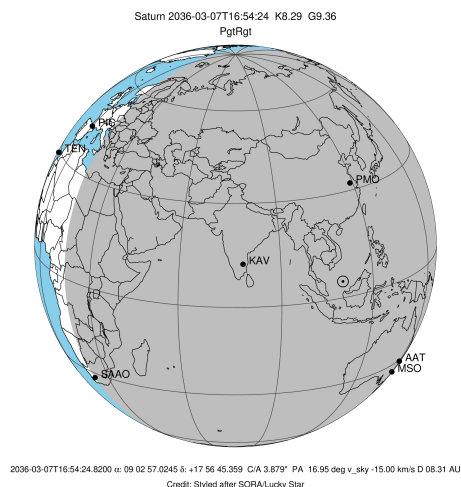 Saturn 2036-03-07T16:54:24 K8.29 G9.36
PgtRgt
PIC
TEN
PMO
KAV
AAT
MSO
SAAO
2036-03-07T16:54:24.8200 α: 09 02 57.0245 δ: +17 56 45.359 C/A 3.879" PA 16.95 deg v_sky -15.00 km/s D 08.31 AU
Credit: Styled after SORA/Lucky Star